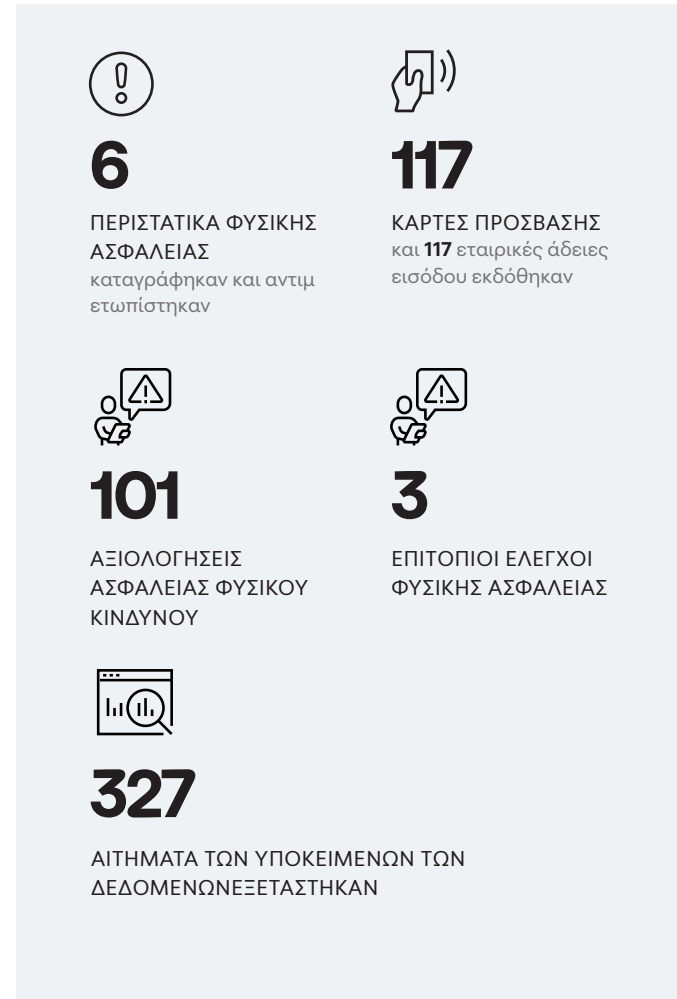 6
ΠΕΡΙΣΤΑΤΙΚΑ ΦΥΣΙΚΗΣ
ΑΣΦΑΛΕΙΑΣ
καταγράφηκαν και αντιμ
ετωπίστηκαν
117
ΚΑΡΤΕΣ ΠΡΟΣΒΑΣΗΣ
και 117 εταιρικές άδειες
εισόδου εκδόθηκαν
101
ΑΞΙΟΛΟΓΗΣΕΙΣ
ΑΣΦΑΛΕΙΑΣ ΦΥΣΙΚΟΥ
ΚΙΝΔΥΝΟΥ
3
ΕΠΙΤΟΠΙΟΙ ΕΛΕΓΧΟΙ
ΦΥΣΙΚΗΣ ΑΣΦΑΛΕΙΑΣ
327
ΑΙΤΗΜΑΤΑ ΤΩΝ ΥΠΟΚΕΙΜΕΝΩΝ ΤΩΝ
ΔΕΔΟΜΕΝΩΝΕΞΕΤΑΣΤΗΚΑΝ